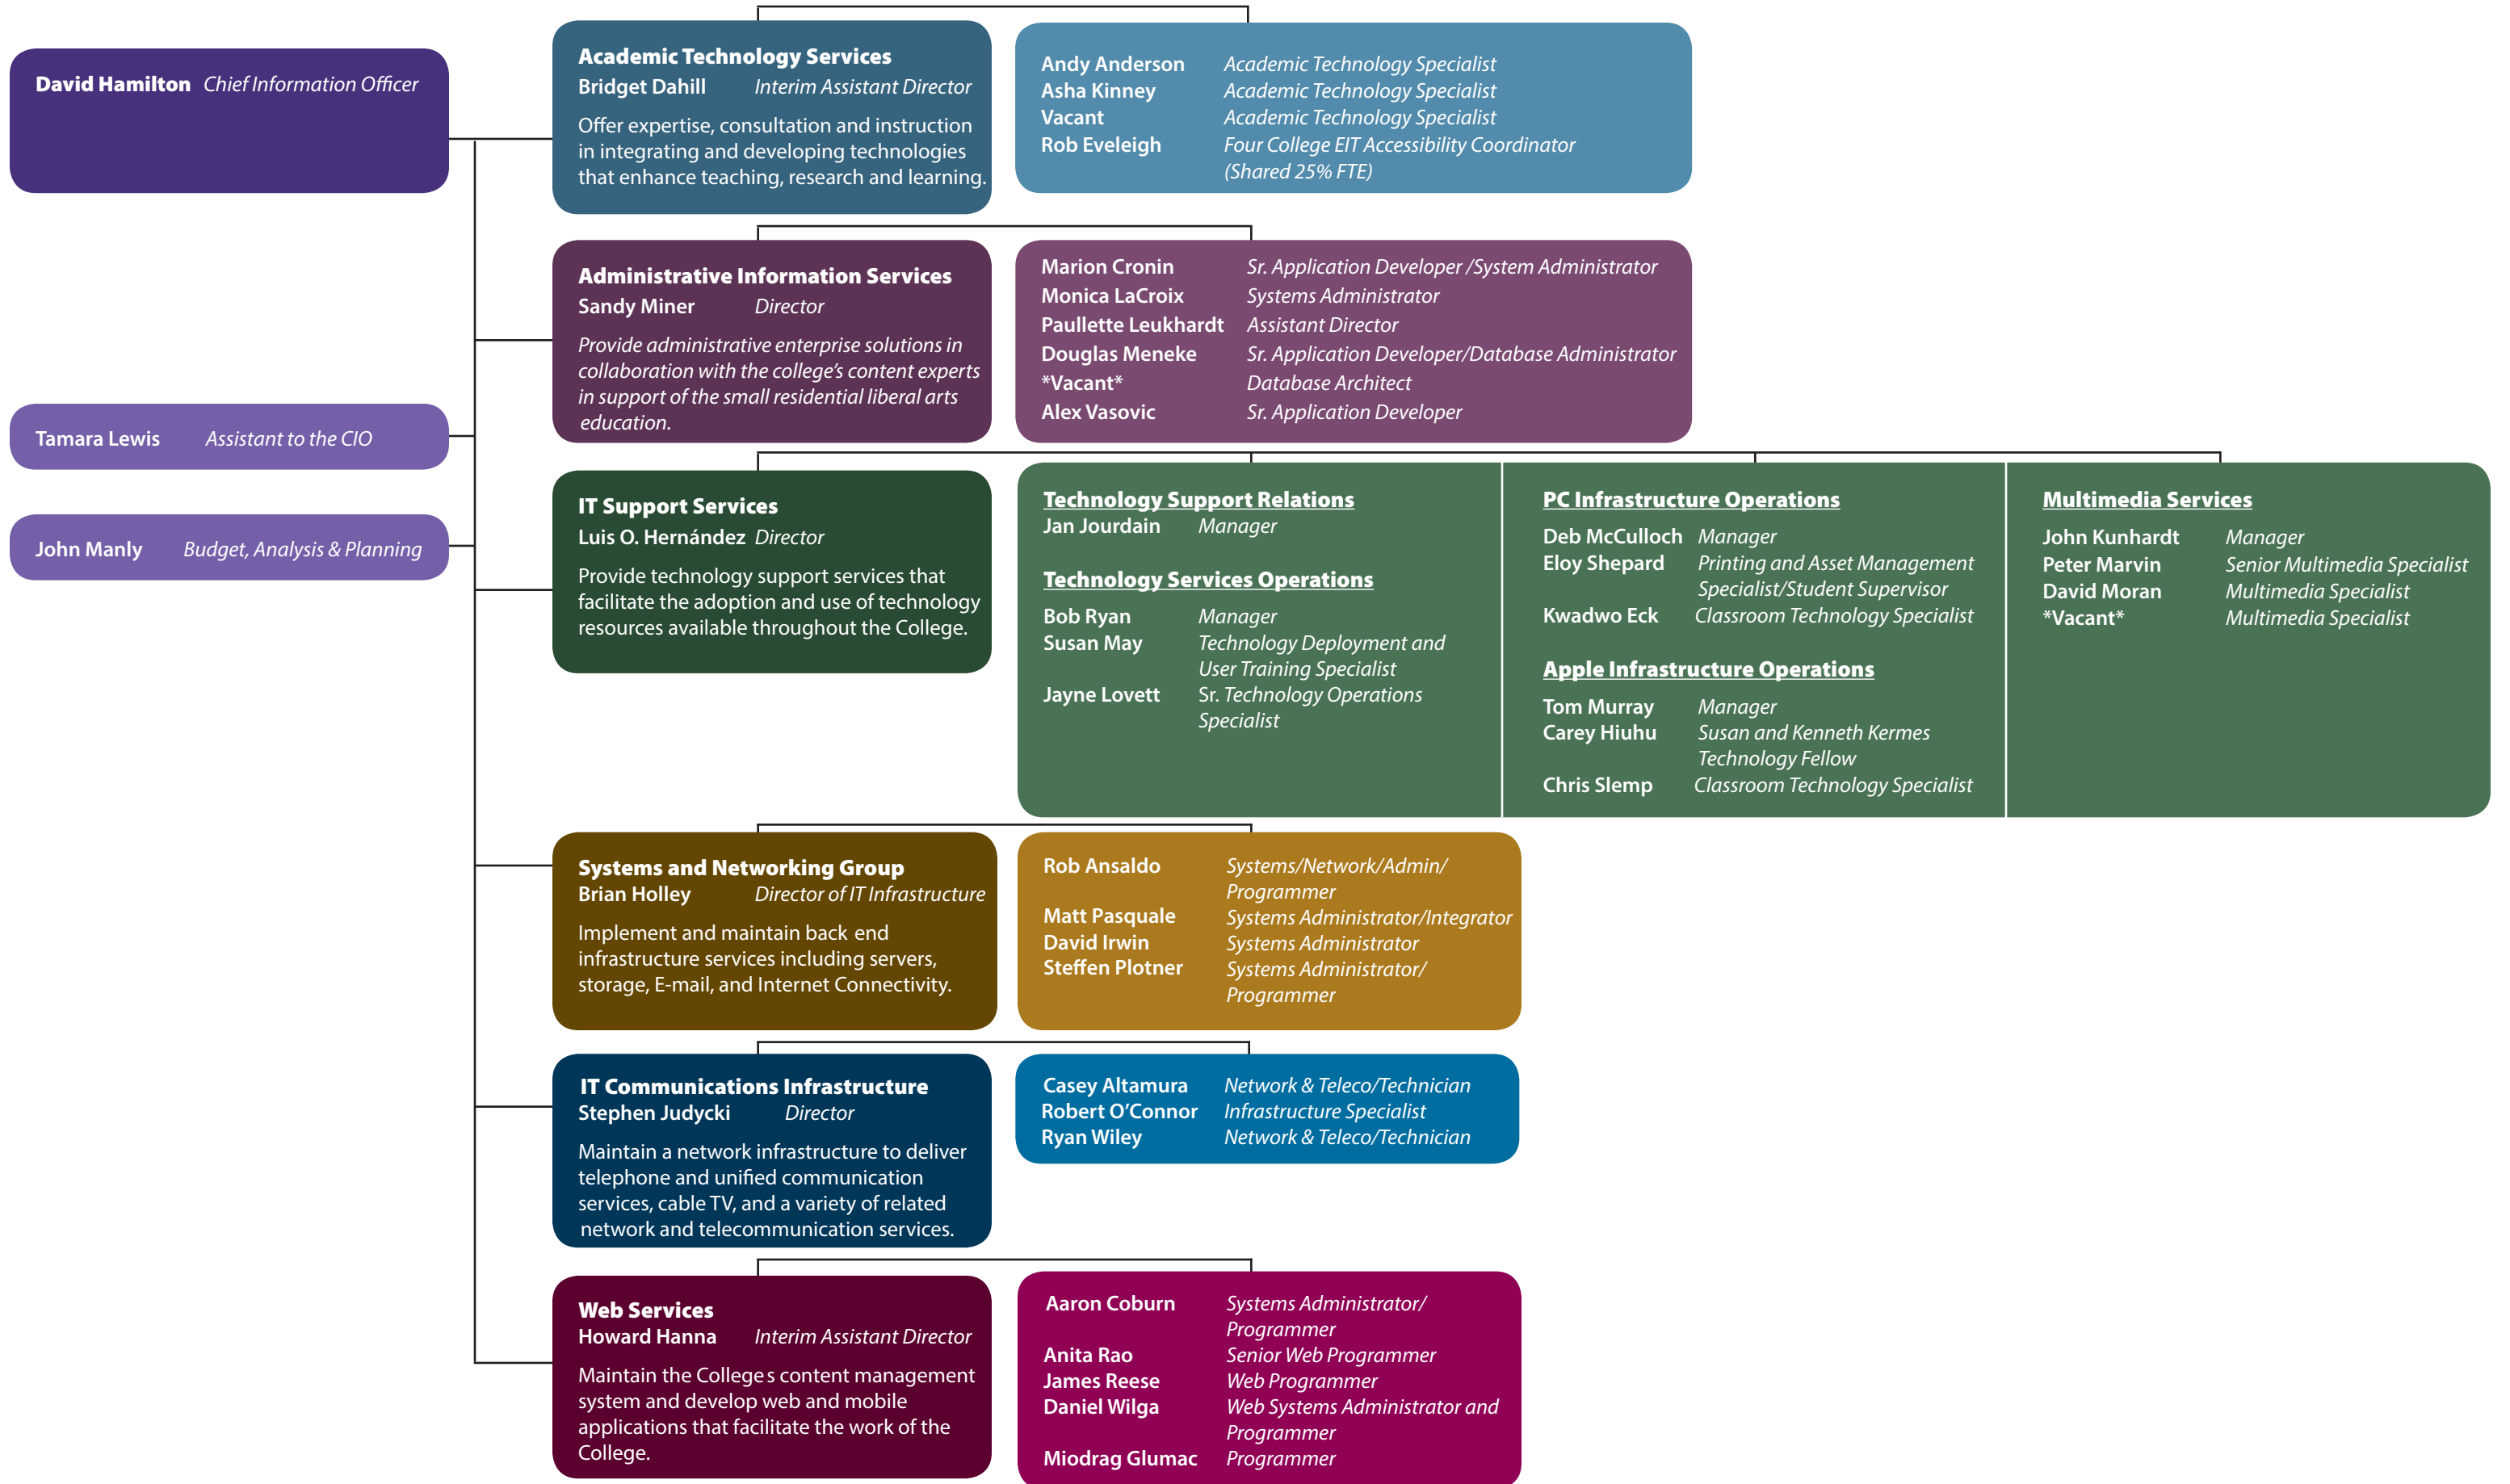 David Hamilton Chief Information Officer
Tamara Lewis Assistant to the CIO
John Manly Budget, Analysis & Planning
Academic Technology Services
Bridget Dahill Interim Assistant Director
Offer expertise, consultation and instruction
in integrating and developing technologies
that enhance teaching, research and learning.
Andy Anderson Academic Technology Specialist
Asha Kinney Academic Technology Specialist
Vacant Academic Technology Specialist
Rob Eveleigh Four College EIT Accessibility Coordinator
(Shared 25% FTE)
Administrative Information Services
Sandy Miner Director
Provide administrative enterprise solutions in
collaboration with the college's content experts
in support of the small residential liberal arts
education.
Marion Cronin Sr. Application Developer /System Administrator
Monica LaCroix Systems Administrator
Paullette Leukhardt Assistant Director
Douglas Meneke Sr. Application Developer/Database Administrator
*Vacant* Database Architect
Alex Vasovic Sr. Application Developer
IT Support Services
Luis O. Hernández Director
Provide technology support services that
facilitate the adoption and use of technology
resources available throughout the College.
Technology Support Relations
Jan Jourdain Manager
Technology Services Operations
Bob Ryan Manager
Susan May Technology Deployment and
User Training Specialist
Jayne Lovett Sr. Technology Operations
Specialist
PC Infrastructure Operations
Deb McCulloch Manager
Eloy Shepard Printing and Asset Management
Specialist/Student Supervisor
Kwadwo Eck Classroom Technology Specialist
Apple Infrastructure Operations
Tom Murray Manager
Carey Hiuhu Susan and Kenneth Kermes
Technology Fellow
Chris Slemp Classroom Technology Specialist
Multimedia Services
John Kunhardt Manager
Peter Marvin Senior Multimedia Specialist
David Moran Multimedia Specialist
*Vacant* Multimedia Specialist
Systems and Networking Group
Brian Holley Director of IT Infrastructure
Implement and maintain back end
infrastructure services including servers,
storage, E-mail, and Internet Connectivity.
Rob Ansaldo Systems/Network/Admin/
Programmer
Matt Pasquale Systems Administrator/Integrator
David Irwin Systems Administrator
Steffen Plotner Systems Administrator/
Programmer
IT Communications Infrastructure
Stephen Judycki Director
Maintain a network infrastructure to deliver
telephone and unified communication
services, cable TV, and a variety of related
network and telecommunication services.
Casey Altamura Network & Teleco/Technician
Robert O'Connor Infrastructure Specialist
Ryan Wiley Network & Teleco/Technician
Web Services
Howard Hanna Interim Assistant Director
Maintain the College s content management
system and develop web and mobile
applications that facilitate the work of the
College.
Aaron Coburn Systems Administrator/
Programmer
Anita Rao Senior Web Programmer
James Reese Web Programmer
Daniel Wilga Web Systems Administrator and
Programmer
Miodrag Glumac Programmer